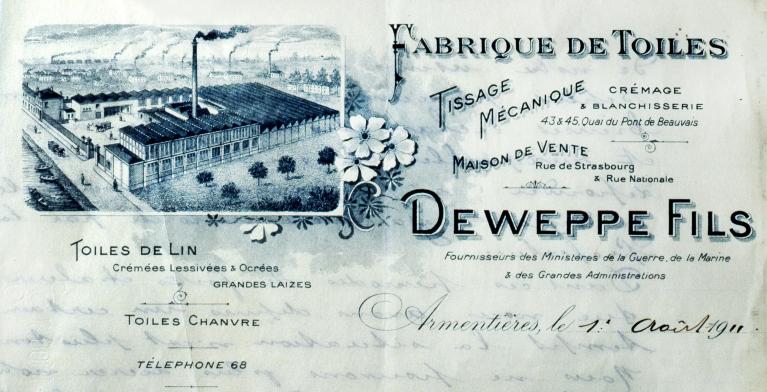 FABRIQUE DE TOILES
TISSAGE MÉCANIQUE
CRÉMAGE
& BLANCHISSERIE
43 & 45, Quai du Pont de Beauvais
MAISON DE VENTE
Rue de Strasbourg
& Rue Nationale
DEWEPPE FILS
Fournisseurs des Ministères de la Guerre, de la Marine
& des Grandes Administrations
TOILES DE LIN
Crémées Lessivées & Ocrées
GRANDES LAIZES
TOILES CHANVRE
TÉLÉPHONE 68
Armentières, le 1er Août 1911.